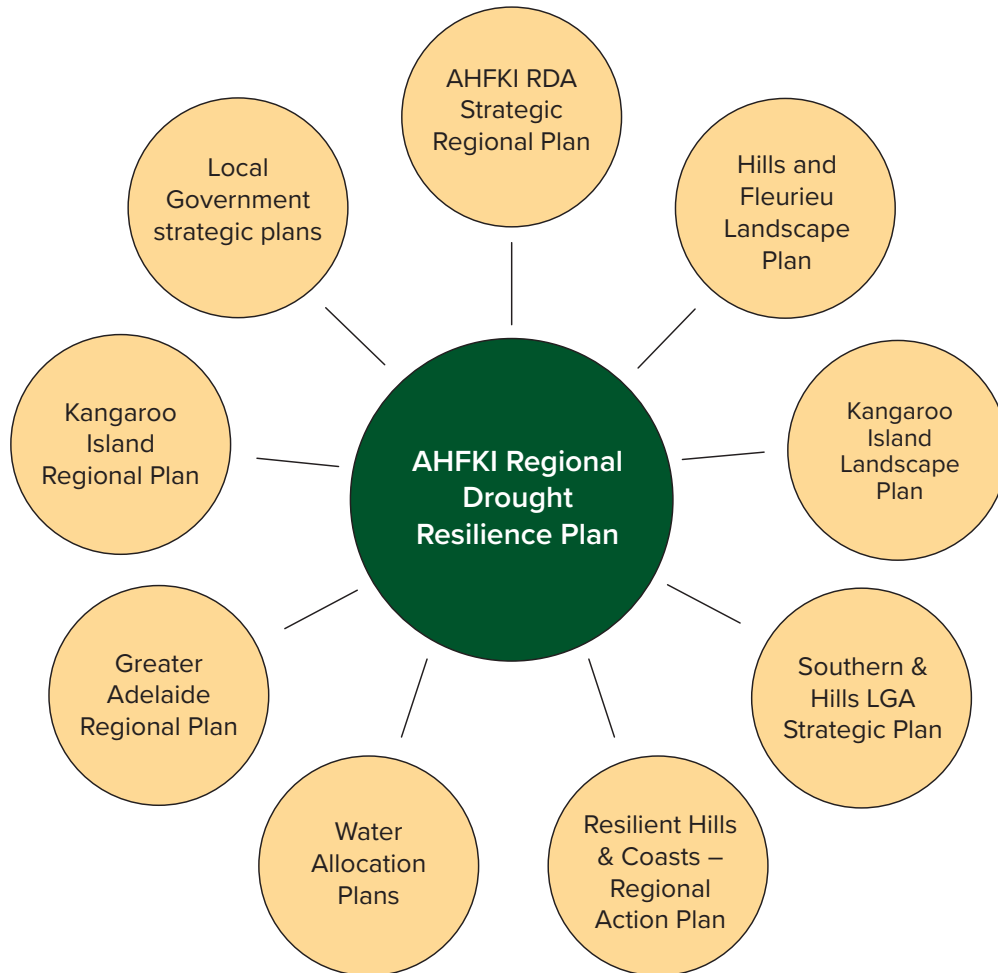 AHFKI RDA
Strategic
Regional Plan
Hills and
Fleurieu
Landscape
Plan
Kangaroo
Island
Landscape
Plan
Southern &
Hills LGA
Strategic Plan
Resilient Hills
& Coasts –
Regional
Action Plan
Water
Allocation
Plans
Greater
Adelaide
Regional Plan
Kangaroo
Island
Regional Plan
Local
Government
strategic plans
AHFKI Regional
Drought
Resilience Plan